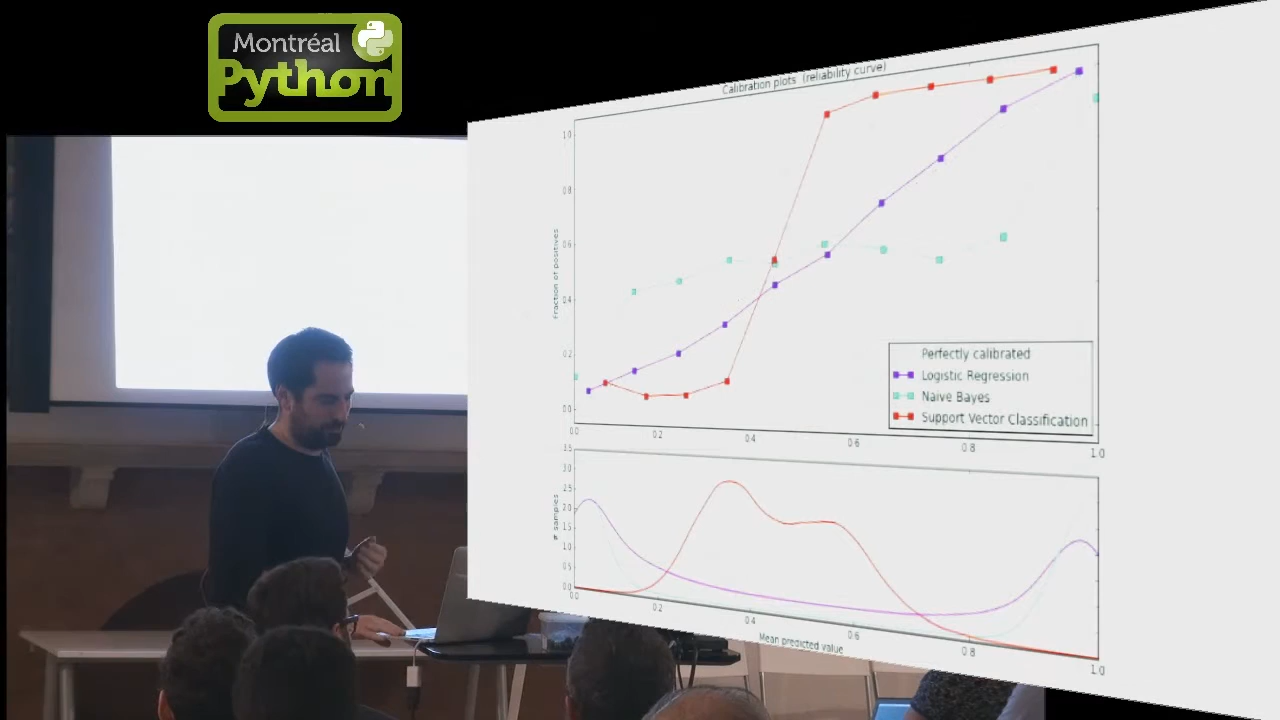 Montréal
Python
Calibration plots (reliability curve)
1.0
0.8
0.6
0.4
0.2
0.0
fraction of positives
0.0 0.2 0.4 0.6 0.8 1.0
Perfectly calibrated
Logistic Regression
Naive Bayes
Support Vector Classification
3.5
3.0
2.5
2.0
1.5
1.0
0.5
0.0
# samples
0.0 0.2 0.4 0.6 0.8 1.0
Mean predicted value